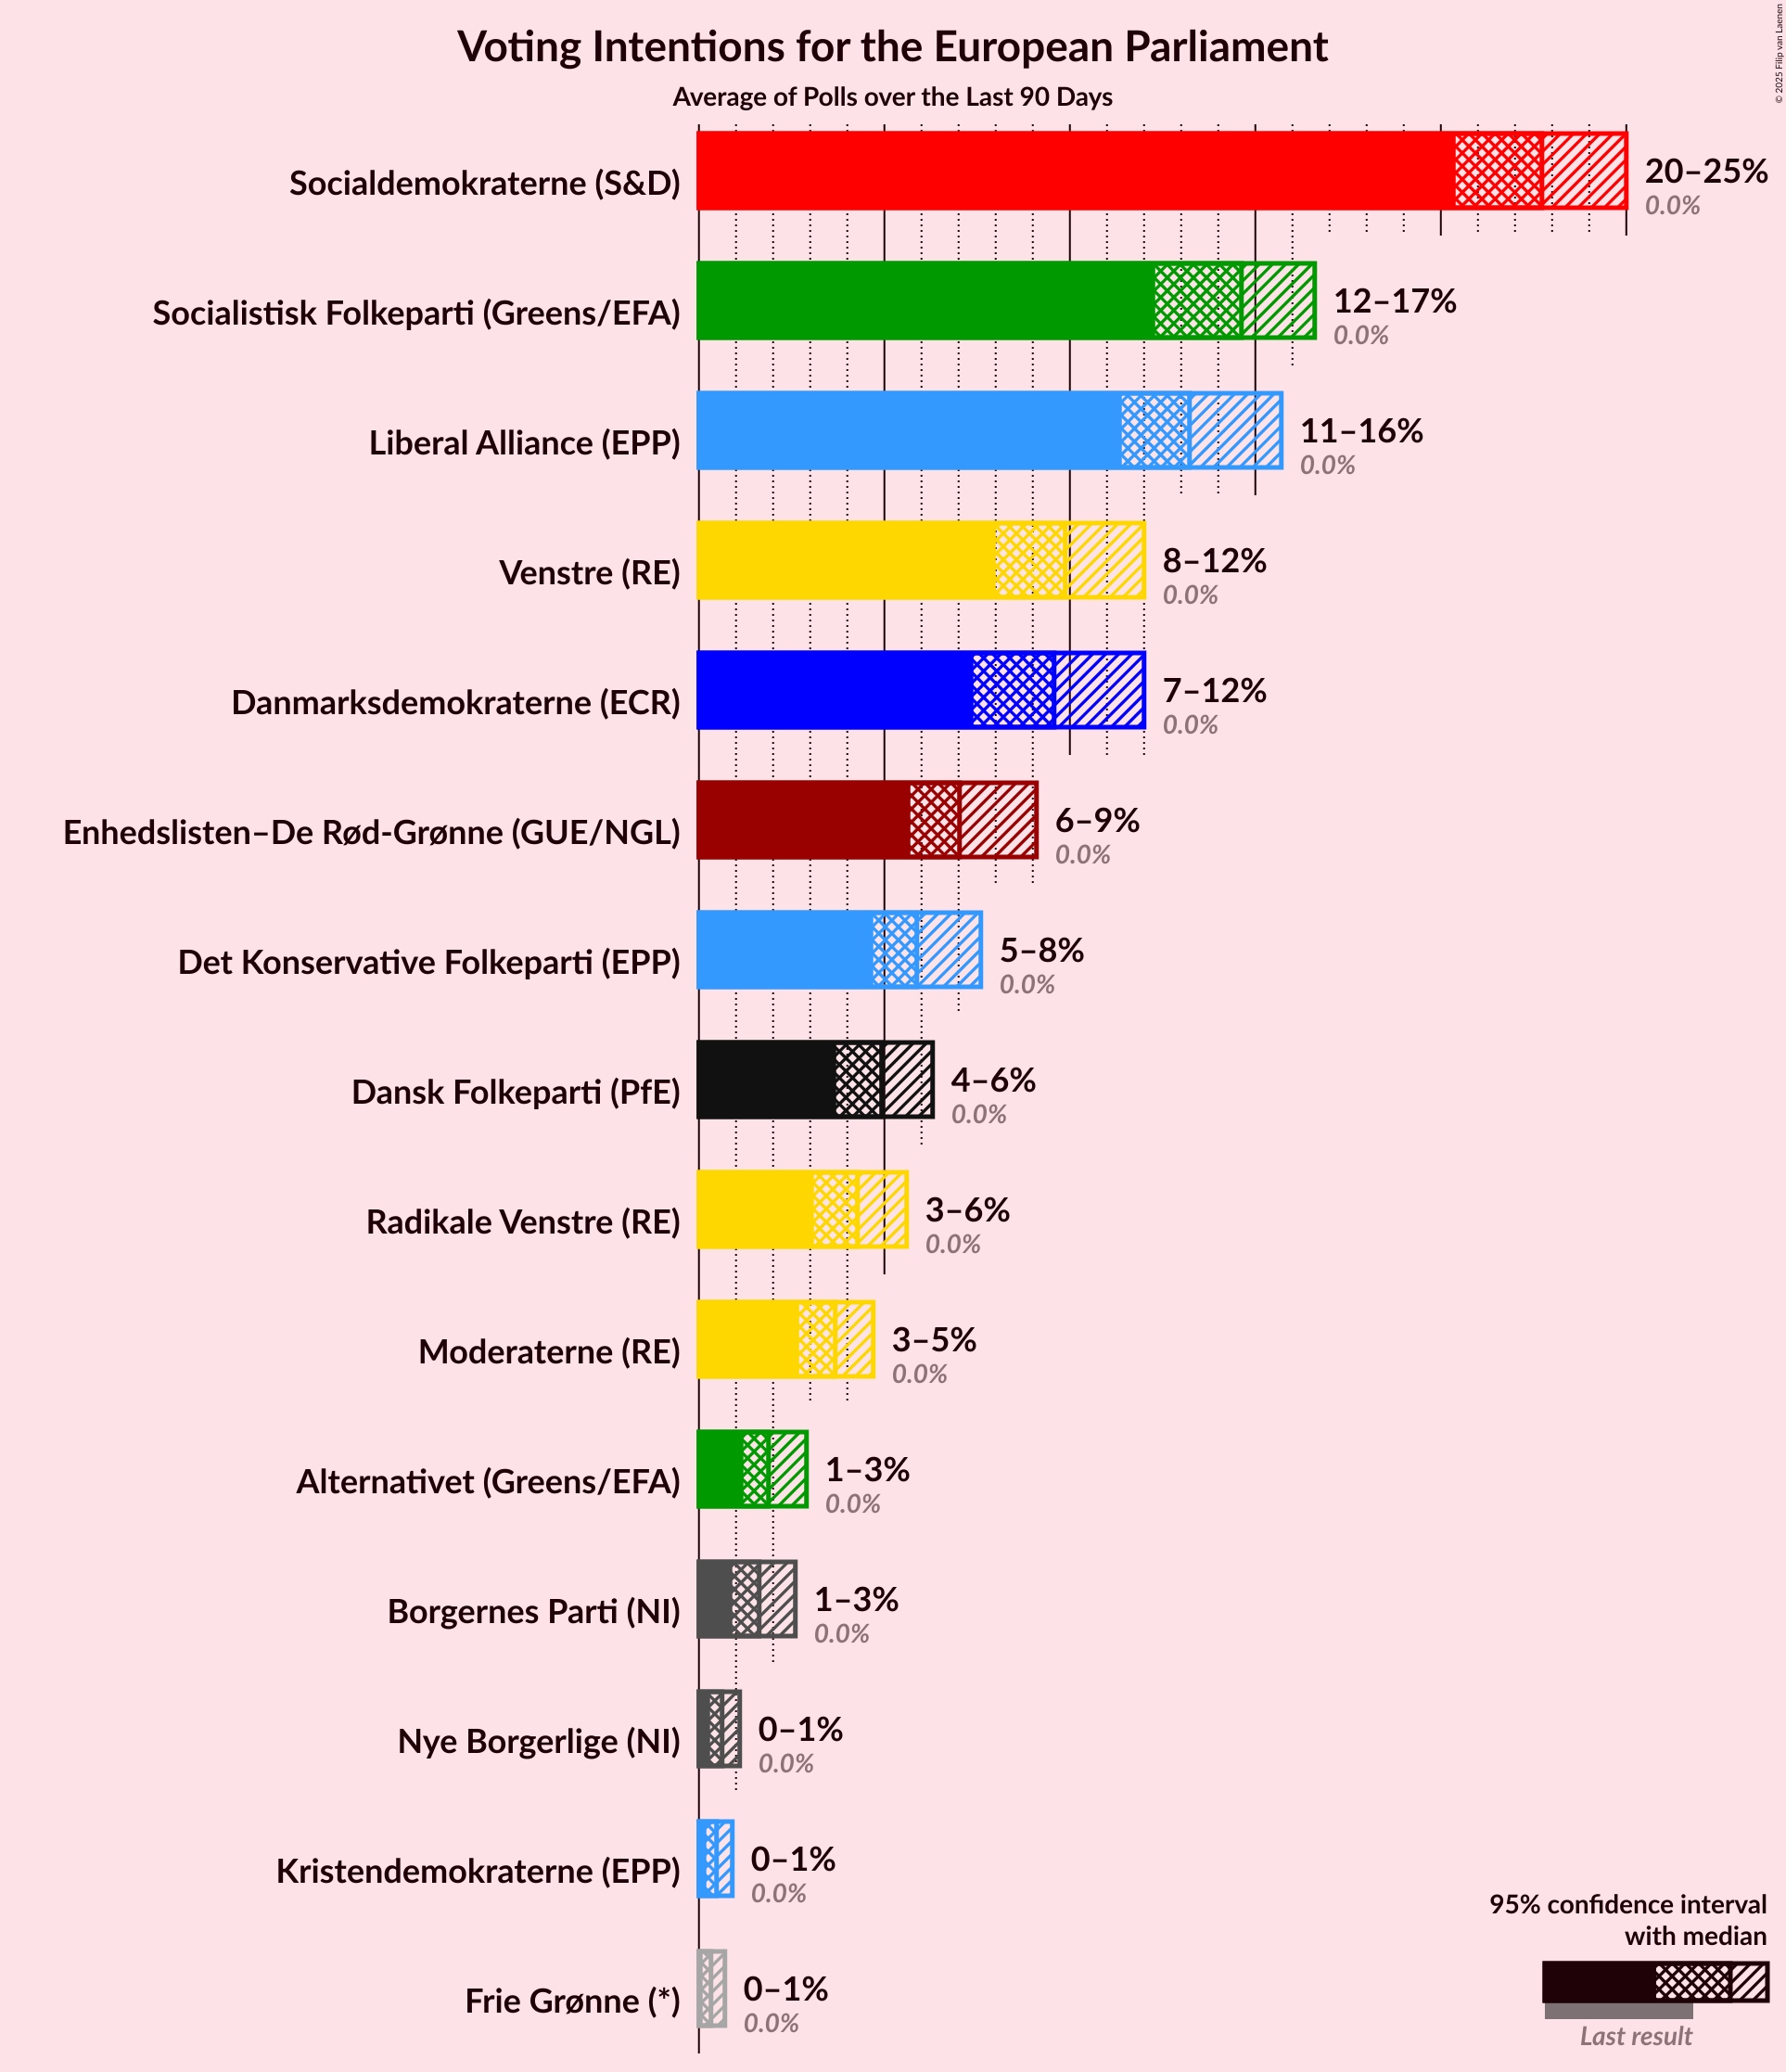 © 2025 Filip van Laenen
Voting Intentions for the European Parliament
Average of Polls over the Last 90 Days
Socialdemokraterne (S&D)
20–25%
0.0%
Socialistisk Folkeparti (Greens/EFA)
12–17%
0.0%
Liberal Alliance (EPP)
11–16%
0.0%
Venstre (RE)
8–12%
0.0%
Danmarksdemokraterne (ECR)
7–12%
0.0%
Enhedslisten–De Rød-Grønne (GUE/NGL)
6–9%
0.0%
Det Konservative Folkeparti (EPP)
5–8%
0.0%
Dansk Folkeparti (PfE)
4–6%
0.0%
Radikale Venstre (RE)
3–6%
0.0%
Moderaterne (RE)
3–5%
0.0%
Alternativet (Greens/EFA)
1–3%
0.0%
Borgernes Parti (NI)
1–3%
0.0%
Nye Borgerlige (NI)
0–1%
0.0%
Kristendemokraterne (EPP)
0–1%
0.0%
Frie Grønne (*)
0–1%
0.0%
95% confidence interval
with median
Last result